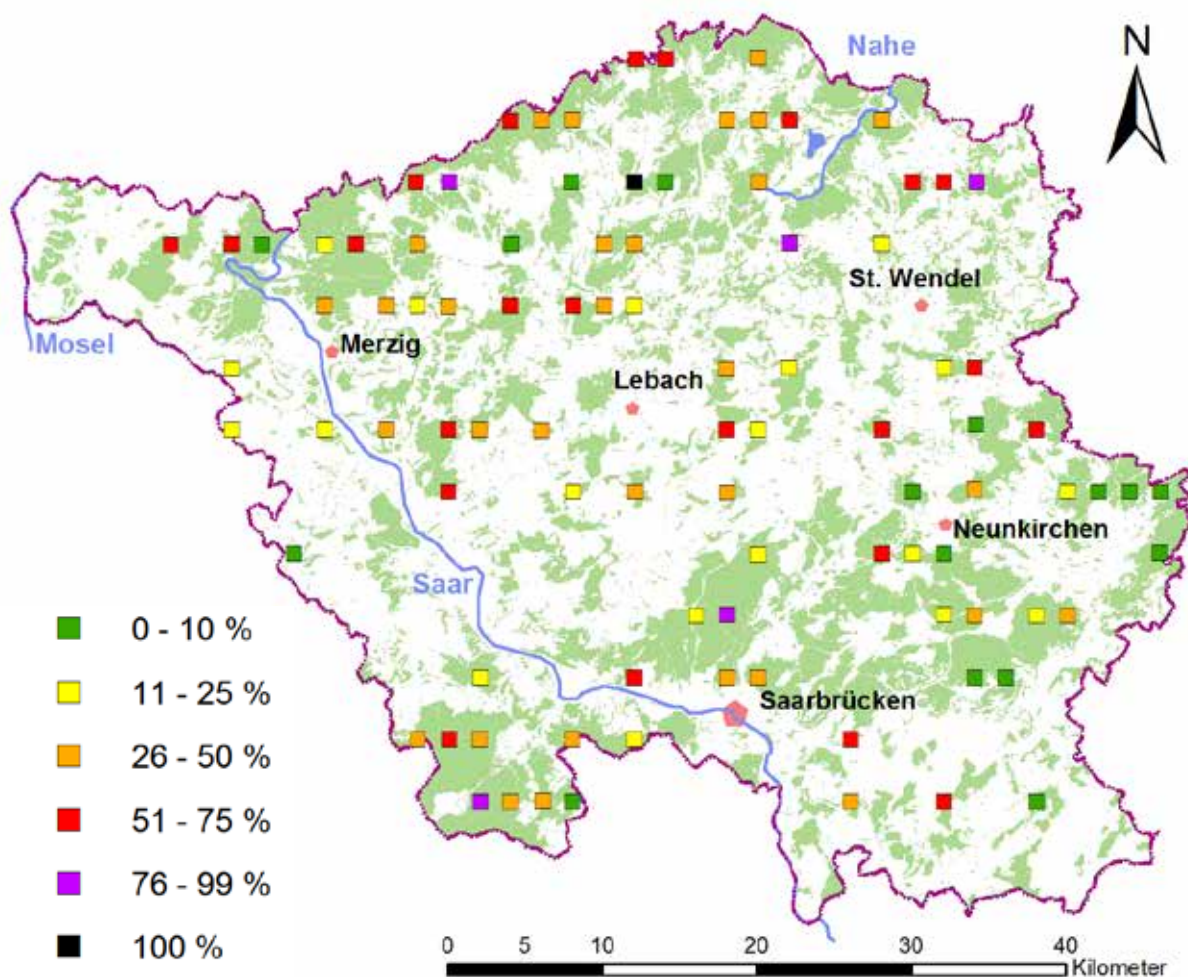 Nahe
N
St. Wendel
Mosel
Merzig
Lebach
Neunkirchen
Saar
Saarbrücken
0 - 10 %
11 - 25 %
26 - 50 %
51 - 75 %
76 - 99 %
100 %
0 5 10 20 30 40
Kilometer